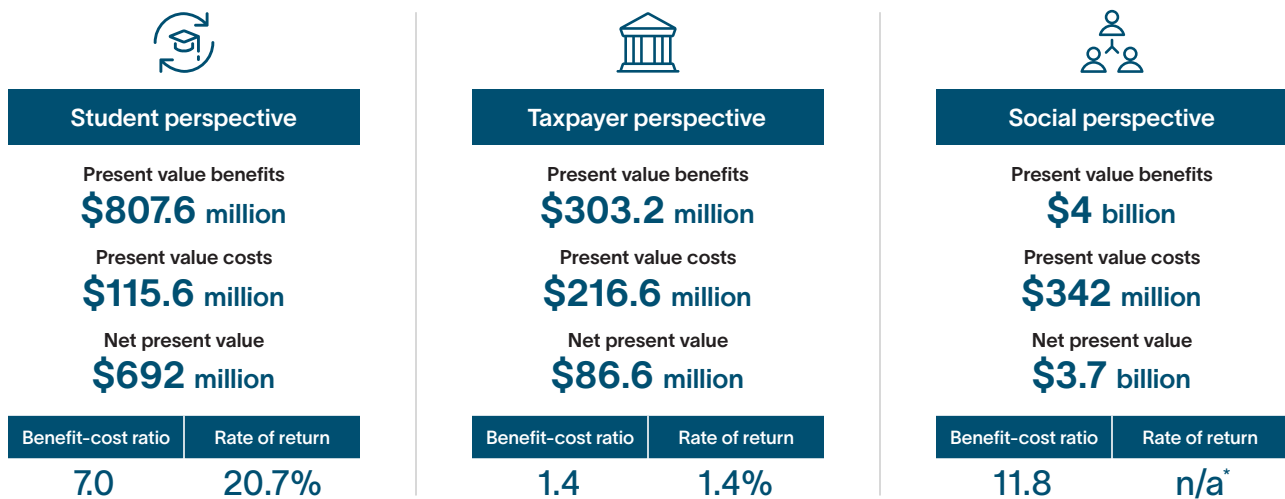 Student perspective
Present value benefits
$807.6 million
Present value costs
$115.6 million
Net present value
$692 million
Benefit-cost ratio Rate of return
7.0 20.7%
Taxpayer perspective
Present value benefits
$303.2 million
Present value costs
$216.6 million
Net present value
$86.6 million
Benefit-cost ratio Rate of return
1.4 1.4%
Social perspective
Present value benefits
$4 billion
Present value costs
$342 million
Net present value
$3.7 billion
Benefit-cost ratio Rate of return
11.8 n/a*